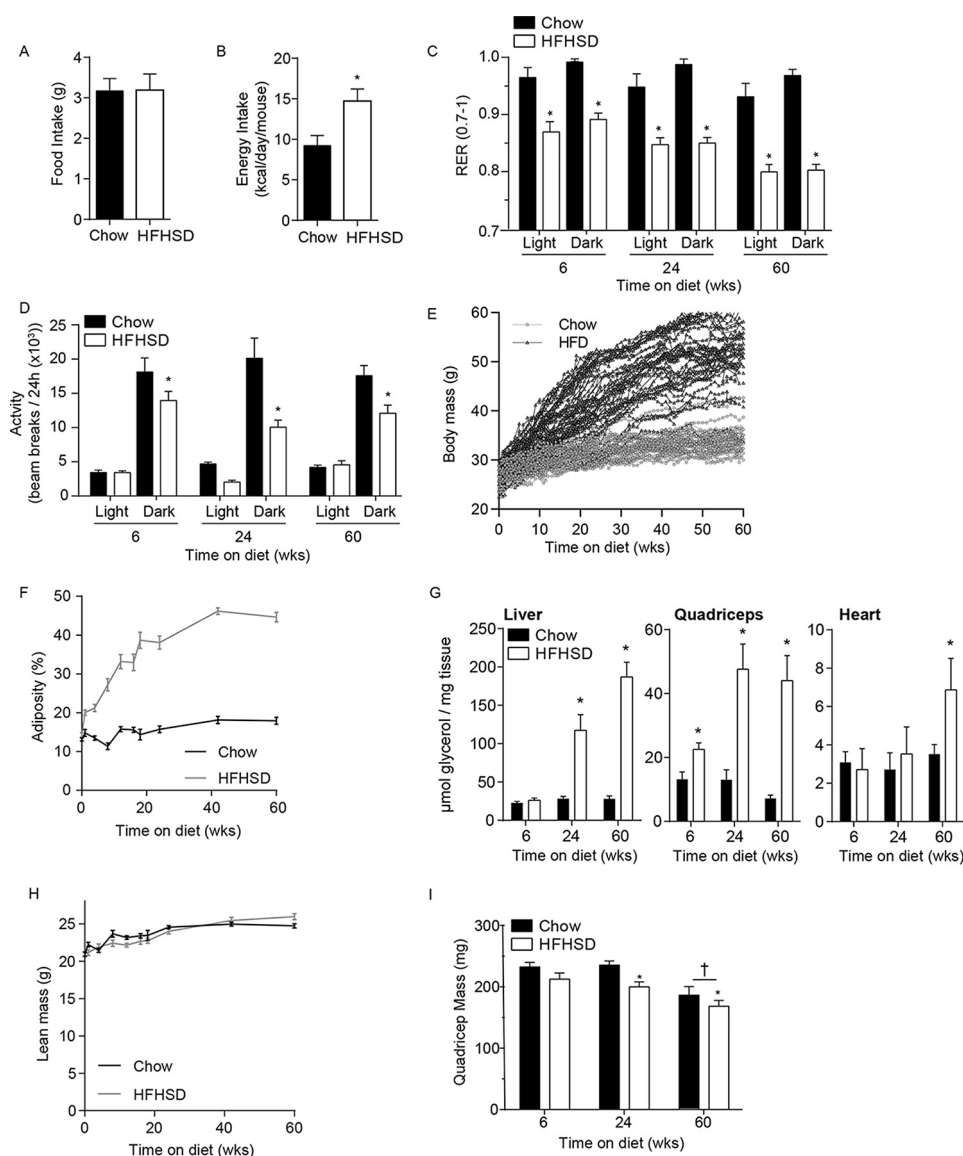 A
Food Intake (g)
4
3
2
1
0
Chow HFHSD
B
Energy Intake
(kcal/day/mouse)
20
15
10
5
0
*
Chow HFHSD
C
Chow
HFHSD
RER (0.7-1)
1.0
0.9
0.8
0.7
* * * * * *
Light Dark Light Dark Light Dark
6 24 60
Time on diet (wks)
D
Chow
HFHSD
Actvity
(beam breaks / 24h (x10³))
25
20
15
10
5
0
* * *
Light Dark Light Dark Light Dark
6 24 60
Time on diet (wks)
E
Chow
HFD
Body mass (g)
60
50
40
30
20
0 10 20 30 40 50 60
Time on diet (wks)
F
Adiposity (%)
50
40
30
20
10
0
Chow
HFHSD
0 20 40 60
Time on diet (wks)
G
Liver Quadriceps Heart
Chow
HFHSD
µmol glycerol / mg tissue
250
200
150
100
50
0
* *
6 24 60
Time on diet (wks)
60
40
20
0
* * *
6 24 60
Time on diet (wks)
10
8
6
4
2
0
*
6 24 60
Time on diet (wks)
H
Lean mass (g)
25
20
15
10
5
0
Chow
HFHSD
0 20 40 60
Time on diet (wks)
I
Chow
HFHSD
Quadricep Mass (mg)
300
200
100
0
* † *
6 24 60
Time on diet (wks)